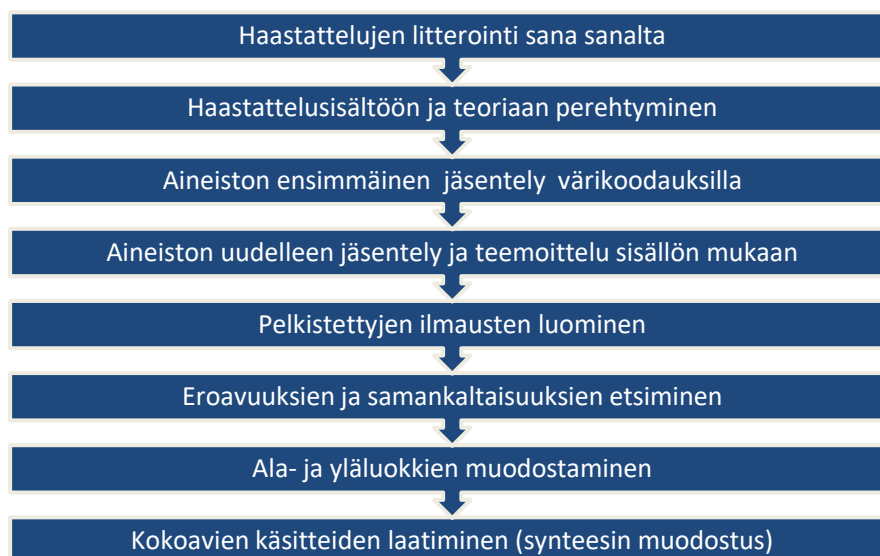 Haastattelujen litterointi sana sanalta
Haastattelusisältöön ja teoriaan perehtyminen
Aineiston ensimmäinen  jäsentely värikoodauksilla
Aineiston uudelleen jäsentely ja teemoittelu sisällön mukaan
Pelkistettyjen ilmausten luominen
Eroavuuksien ja samankaltaisuuksien etsiminen
Ala- ja yläluokkien muodostaminen
Kokoavien käsitteiden laatiminen (synteesin muodostus)